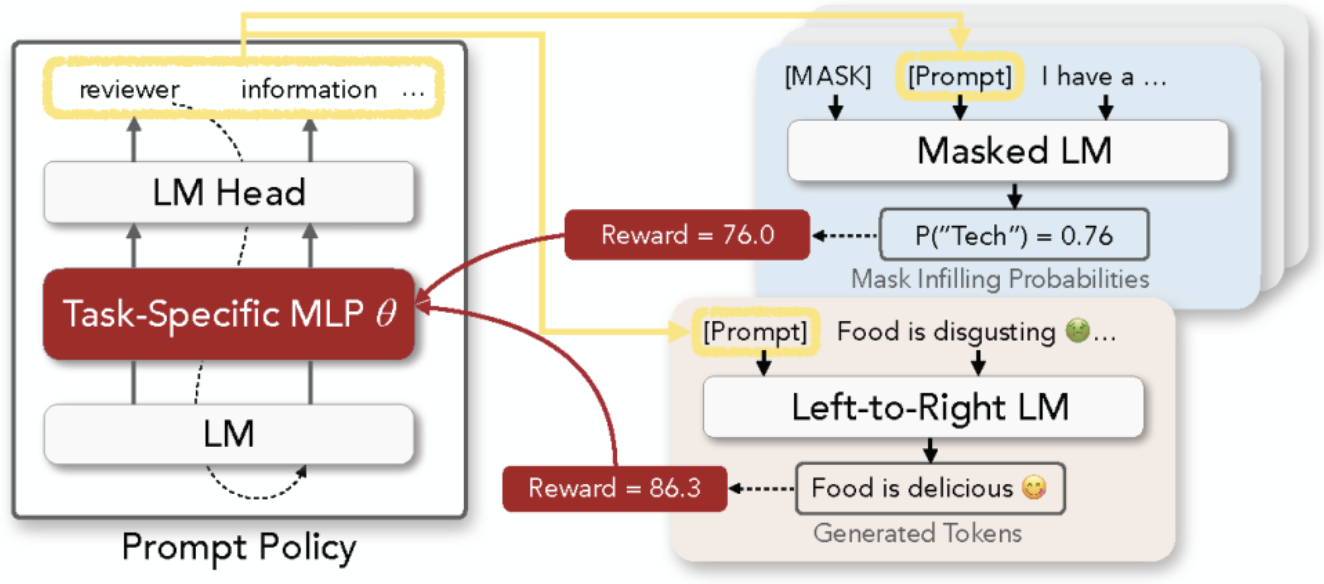 reviewer information ...
LM Head
Task-Specific MLP θ
LM
Prompt Policy
[MASK] [Prompt] I have a ...
Masked LM
P("Tech") = 0.76
Mask Infilling Probabilities
Reward = 76.0
[Prompt] Food is disgusting 🤢...
Left-to-Right LM
Food is delicious 😋
Generated Tokens
Reward = 86.3